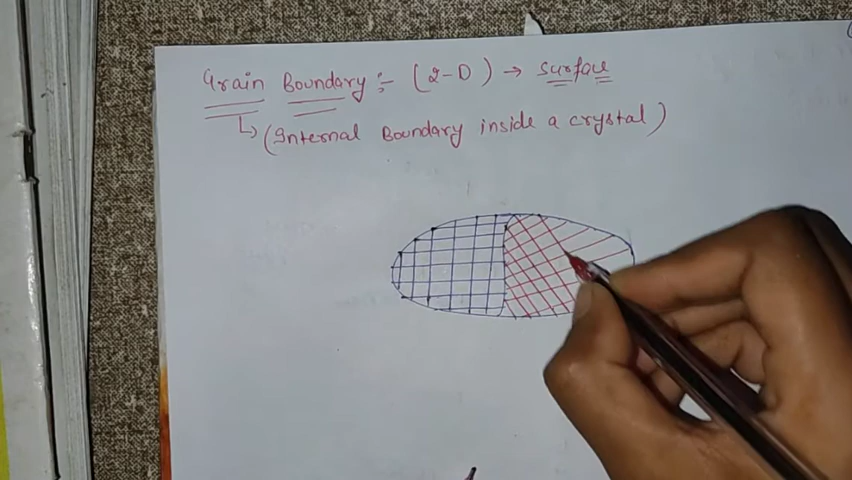 Grain Boundary :- (2-D) → Surface
↳ (Internal Boundary inside a crystal)